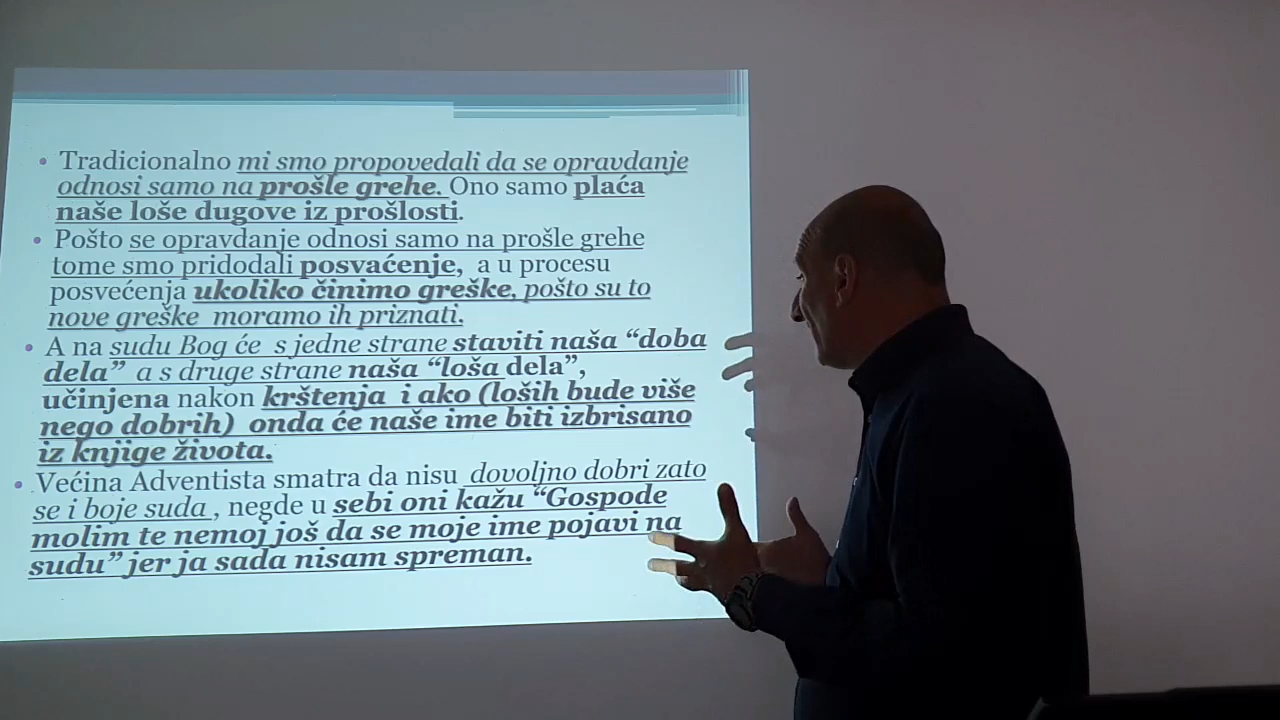 Tradicionalno mi smo propovedali da se opravdanje
odnosi samo na prošle grehe. Ono samo plaća
naše loše dugove iz prošlosti.
Pošto se opravdanje odnosi samo na prošle grehe
tome smo pridodali posvaćenje, a u procesu
posvećenja ukoliko činimo greške, pošto su to
nove greške moramo ih priznati.
A na sudu Bog će s jedne strane staviti naša “doba
dela” a s druge strane naša “loša dela”,
učinjena nakon krštenja i ako (loših bude više
nego dobrih) onda će naše ime biti izbrisano
iz knjige života.
Većina Adventista smatra da nisu dovoljno dobri zato
se i boje suda , negde u sebi oni kažu “Gospode
molim te nemoj još da se moje ime pojavi na
sudu” jer ja sada nisam spreman.